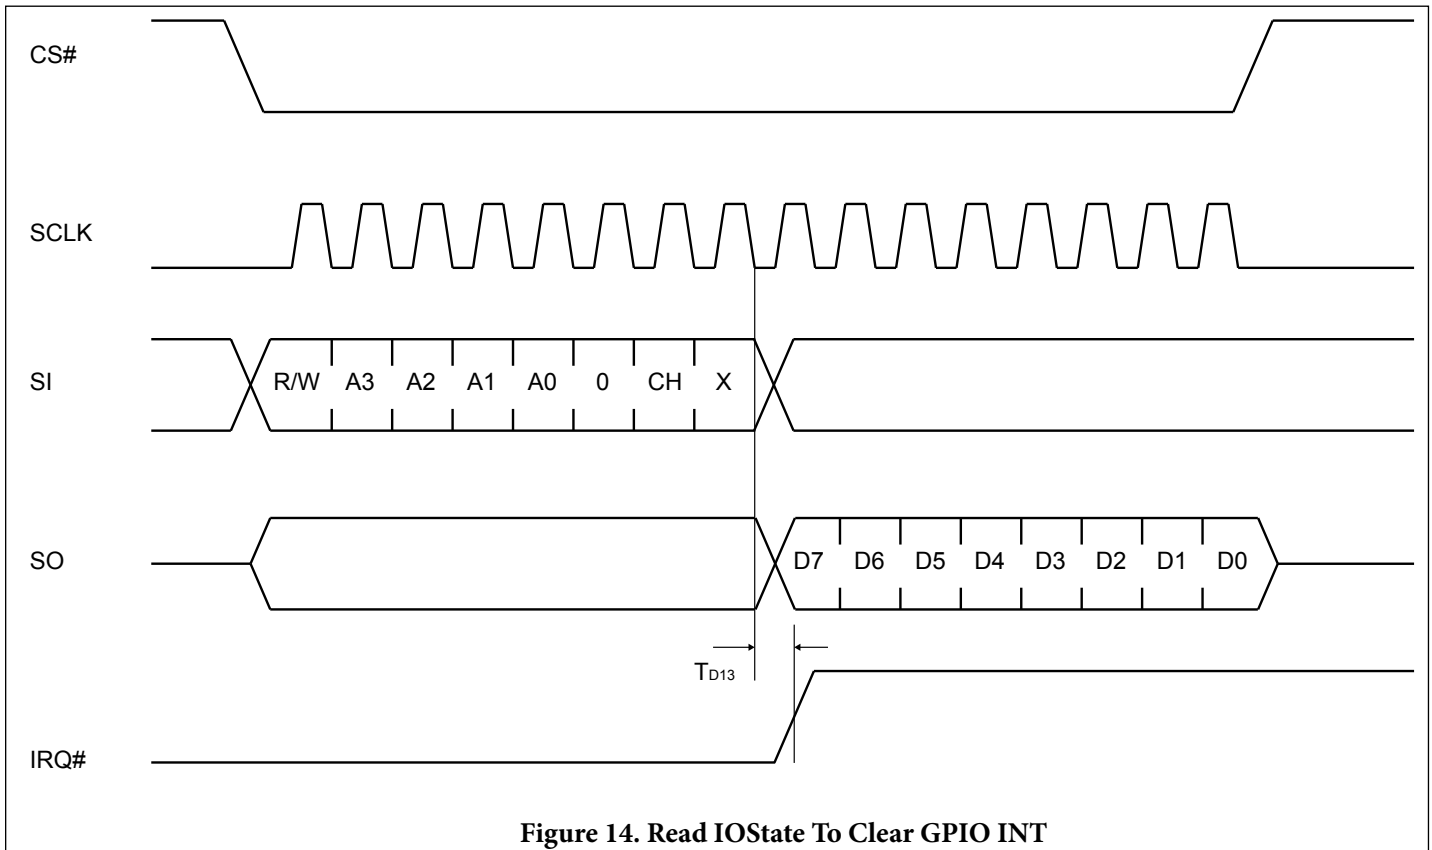 CS#
SCLK
SI R/W A3 A2 A1 A0 0 CH X
SO D7 D6 D5 D4 D3 D2 D1 D0
TD13
IRQ#
Figure 14. Read IOState To Clear GPIO INT